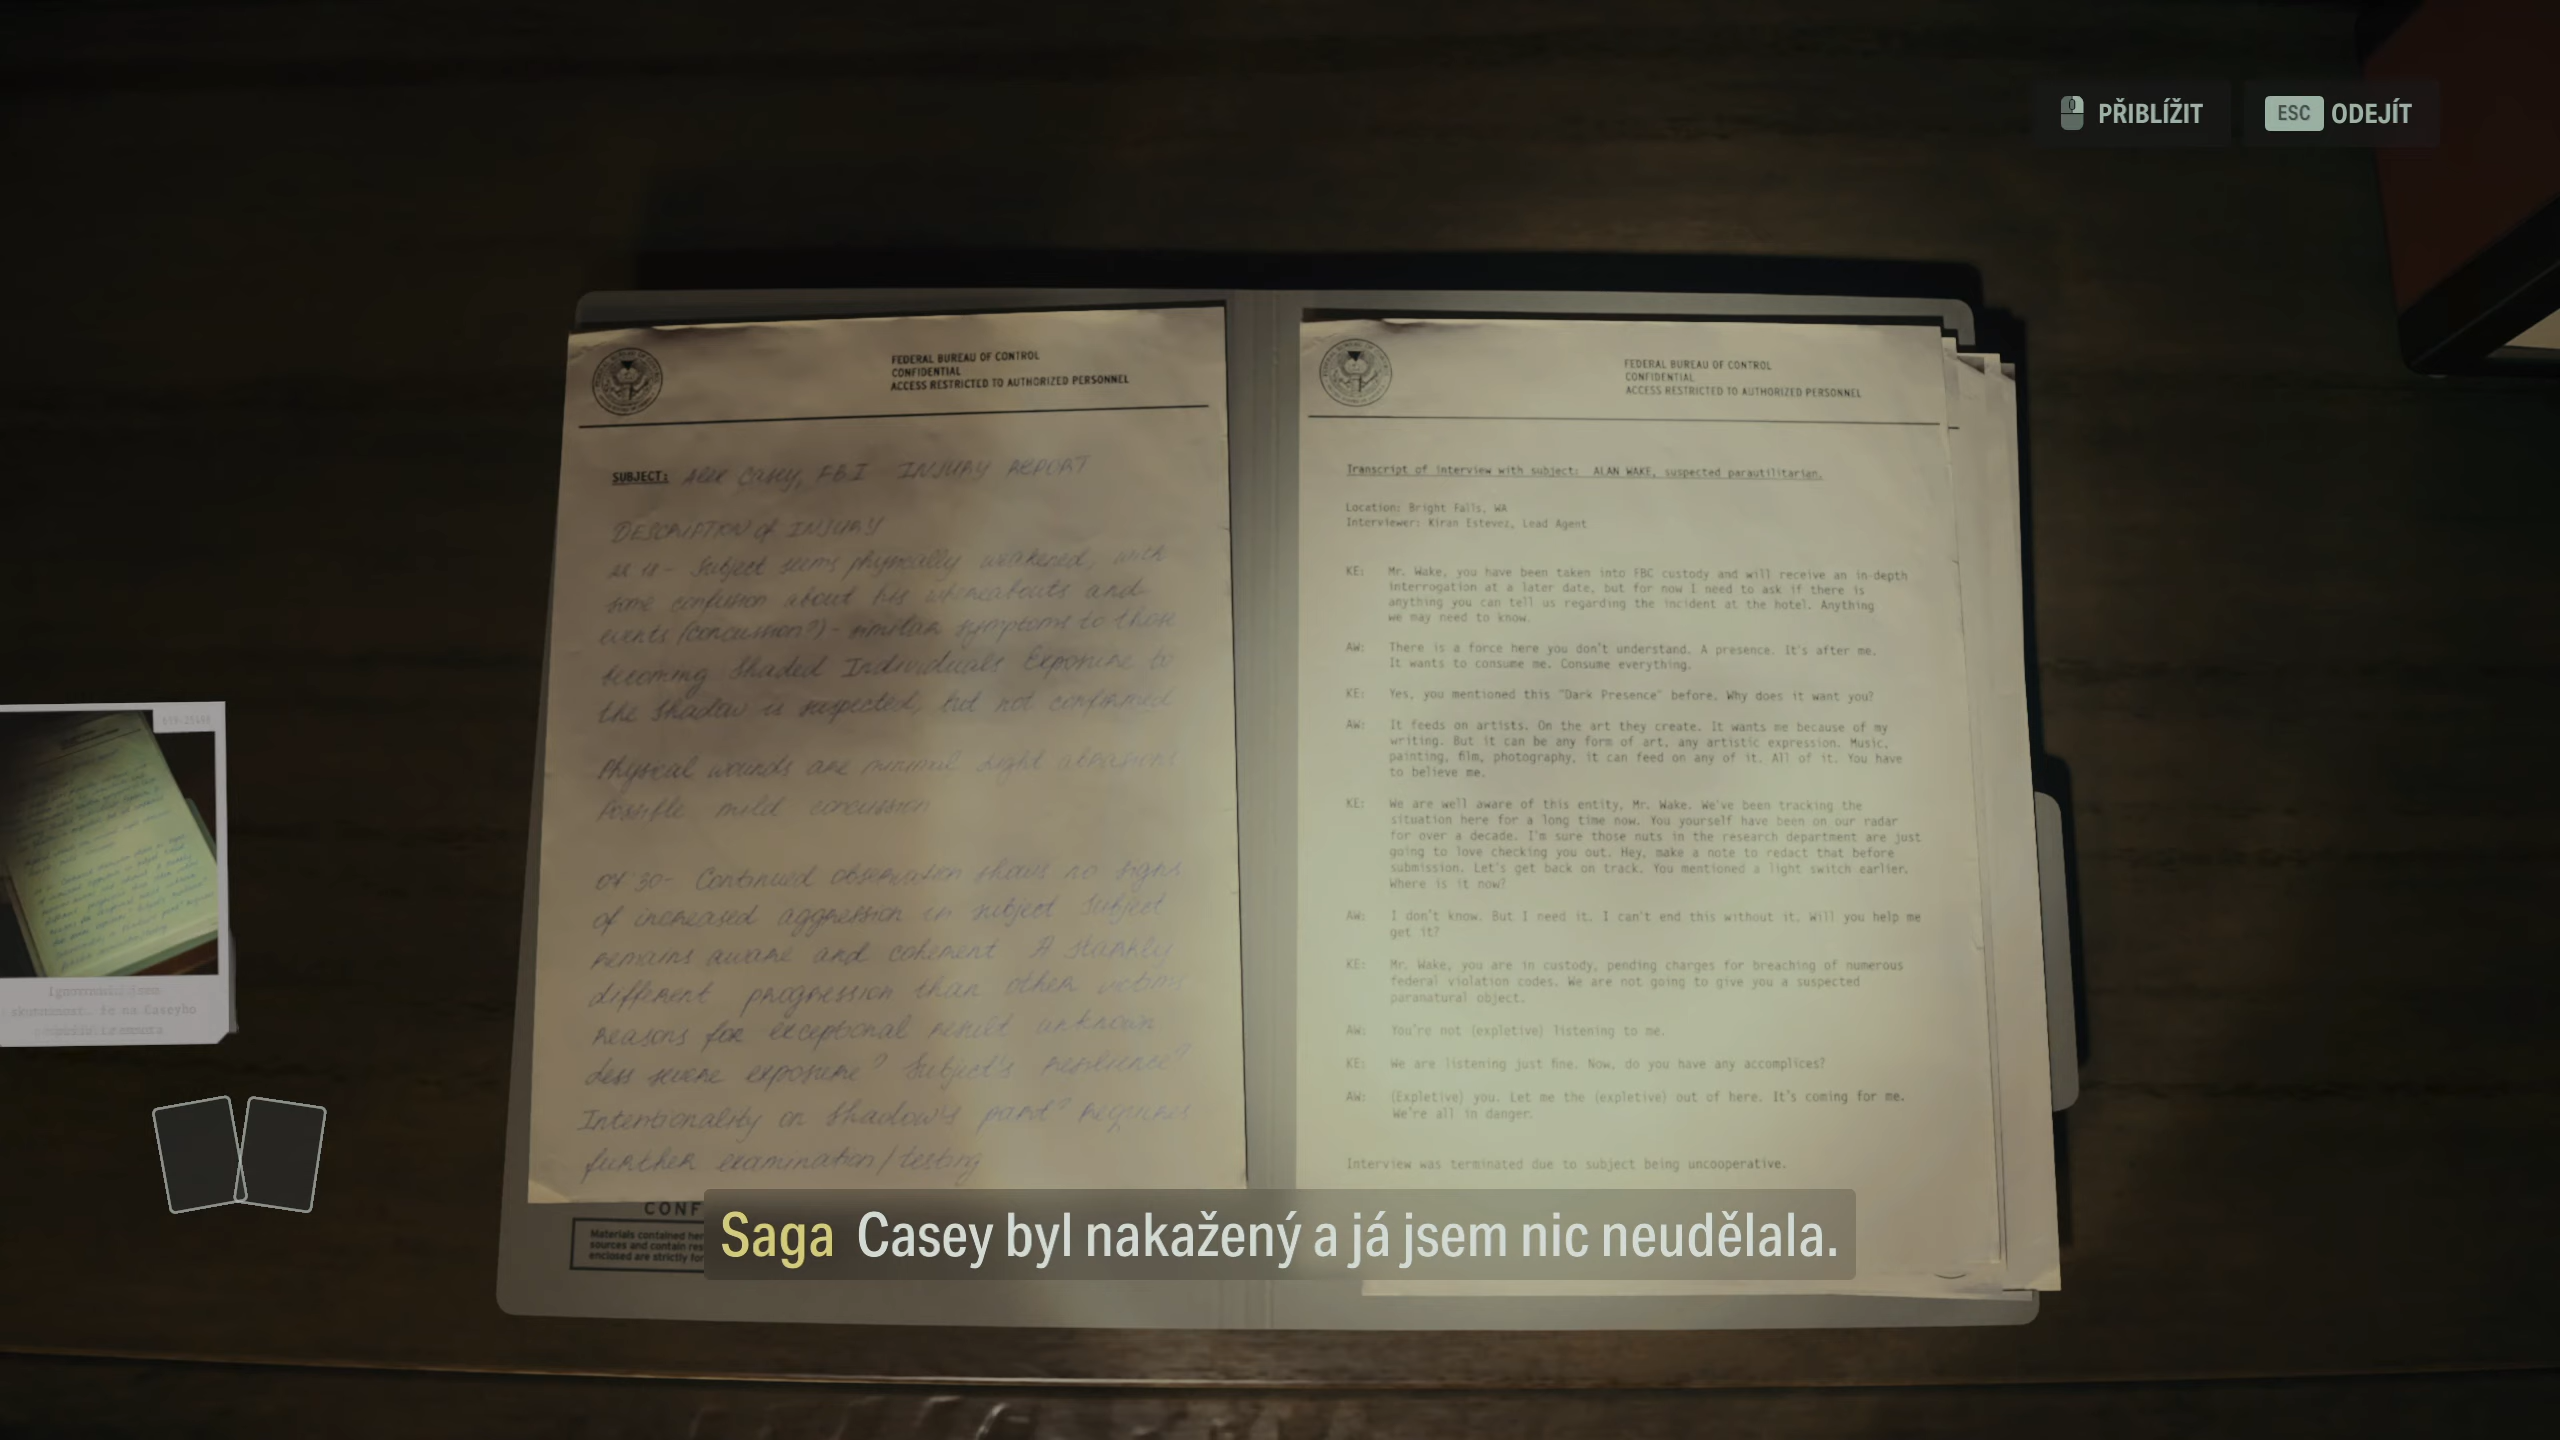 PŘIBLÍŽIT
ESC ODEJÍT
FEDERAL BUREAU OF CONTROL
CONFIDENTIAL
ACCESS RESTRICTED TO AUTHORIZED PERSONNEL
SUBJECT: Alex Casey, FBI INJURY REPORT
DESCRIPTION of INJURY
Subject seems physically weakened, with
some confusion about his whereabouts and
events (concussion?) - similar symptoms to those
becoming Shaded Individuals Exposure to
the shadow is suspected, but not confirmed
Physical wounds are minimal slight abrasions
Possible mild concussion
04 30- Continued observation shows no signs
of increased aggression in subject Subject
remains aware and coherent A starkly
different progression than other victims
Reasons for exceptional result unknown
Less severe exposure? Subject's resilience?
Intentionality on Shadow's part? Requires
further examination/testing
CONF
Materials contained her
sources and contain res
enclosed are strictly for
FEDERAL BUREAU OF CONTROL
CONFIDENTIAL
ACCESS RESTRICTED TO AUTHORIZED PERSONNEL
Transcript of interview with subject: ALAN WAKE, suspected parautilitarian.
Location: Bright Falls, WA
Interviewer: Kiran Estevez, Lead Agent
KE: Mr. Wake, you have been taken into FBC custody and will receive an in-depth
interrogation at a later date, but for now I need to ask if there is
anything you can tell us regarding the incident at the hotel. Anything
we may need to know.
AW: There is a force here you don't understand. A presence. It's after me.
It wants to consume me. Consume everything.
KE: Yes, you mentioned this "Dark Presence" before. Why does it want you?
AW: It feeds on artists. On the art they create. It wants me because of my
writing. But it can be any form of art, any artistic expression. Music,
painting, film, photography, it can feed on any of it. All of it. You have
to believe me.
KE: We are well aware of this entity, Mr. Wake. We've been tracking the
situation here for a long time now. You yourself have been on our radar
for over a decade. I'm sure those nuts in the research department are just
going to love checking you out. Hey, make a note to redact that before
submission. Let's get back on track. You mentioned a light switch earlier.
Where is it now?
AW: I don't know. But I need it. I can't end this without it. Will you help me
get it?
KE: Mr. Wake, you are in custody, pending charges for breaching of numerous
federal violation codes. We are not going to give you a suspected
paranatural object.
AW: You're not (expletive) listening to me.
KE: We are listening just fine. Now, do you have any accomplices?
AW: (Expletive) you. Let me the (expletive) out of here. It's coming for me.
We're all in danger.
Interview was terminated due to subject being uncooperative.
že na Caseyho
Saga Casey byl nakažený a já jsem nic neudělala.